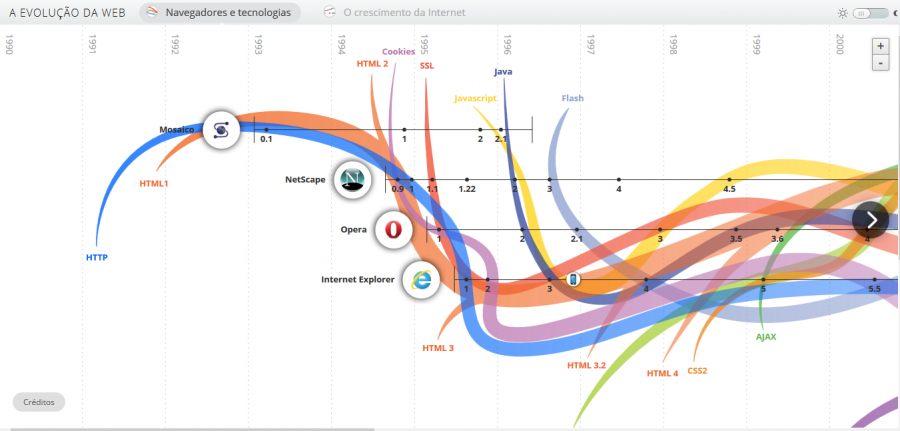 A EVOLUÇÃO DA WEB
Navegadores e tecnologias
O crescimento da Internet
1990
1991
1992
1993
1994
1995
1996
1997
1998
1999
2000
+
-
Cookies
HTML 2
SSL
Java
Javascript
Flash
Mosaico
0.1
1
2
2.1
HTML1
NetScape
0.9
1
1.1
1.22
2
3
4
4.5
Opera
1
2
2.1
3
3.5
3.6
4
HTTP
Internet Explorer
1
2
3
4
5
5.5
HTML 3
HTML 3.2
HTML 4
CSS2
AJAX
Créditos